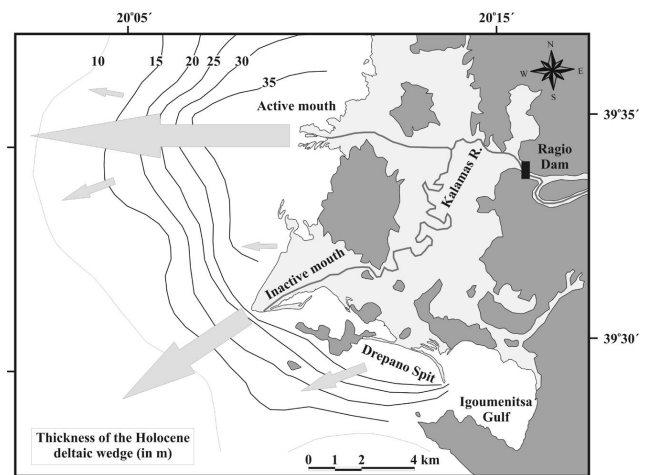 20°05′
20°15′
10
15
20
25
30
35
N
W
E
S
Active mouth
39°35′
Ragio
Dam
Kalamas R.
Inactive mouth
39°30′
Drepano Spit
Igoumenitsa
Gulf
Thickness of the Holocene
deltaic wedge (in m)
0 1 2 4 km